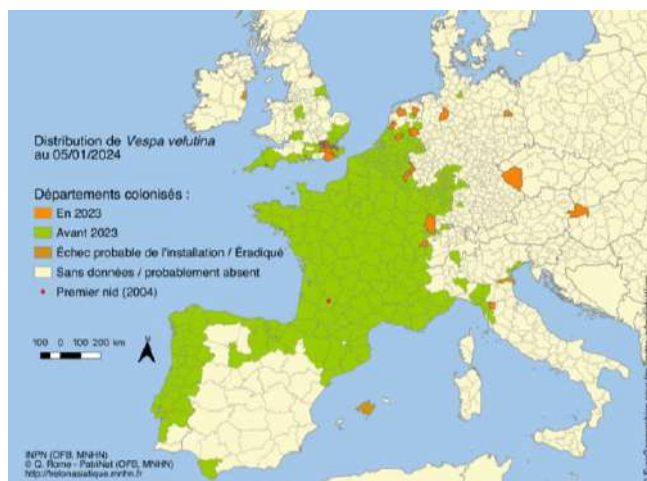 Distribution de Vespa velutina
au 05/01/2024
Départements colonisés :
En 2023
Avant 2023
Échec probable de l'installation / Éradiqué
Sans données / probablement absent
Premier nid (2004)
100 0 100 200 km
N
INPN (OFB, MNHN)
© Q. Rome - PatriNat (OFB, MNHN)
http://frelonasiatique.mnhn.fr